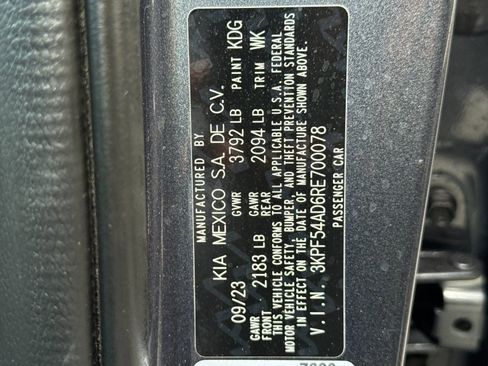 MANUFACTURED BY
KIA MEXICO S.A. DE C.V.
09/23 GVWR 3792 LB PAINT KDG
GAWR FRONT 2183 LB GAWR REAR 2094 LB TRIM WK
THIS VEHICLE CONFORMS TO ALL APPLICABLE U.S.A. FEDERAL
MOTOR VEHICLE SAFETY, BUMPER, AND THEFT PREVENTION STANDARDS
IN EFFECT ON THE DATE OF MANUFACTURE SHOWN ABOVE.
V.I.N. 3KPF54AD6RE700078
PASSENGER CAR